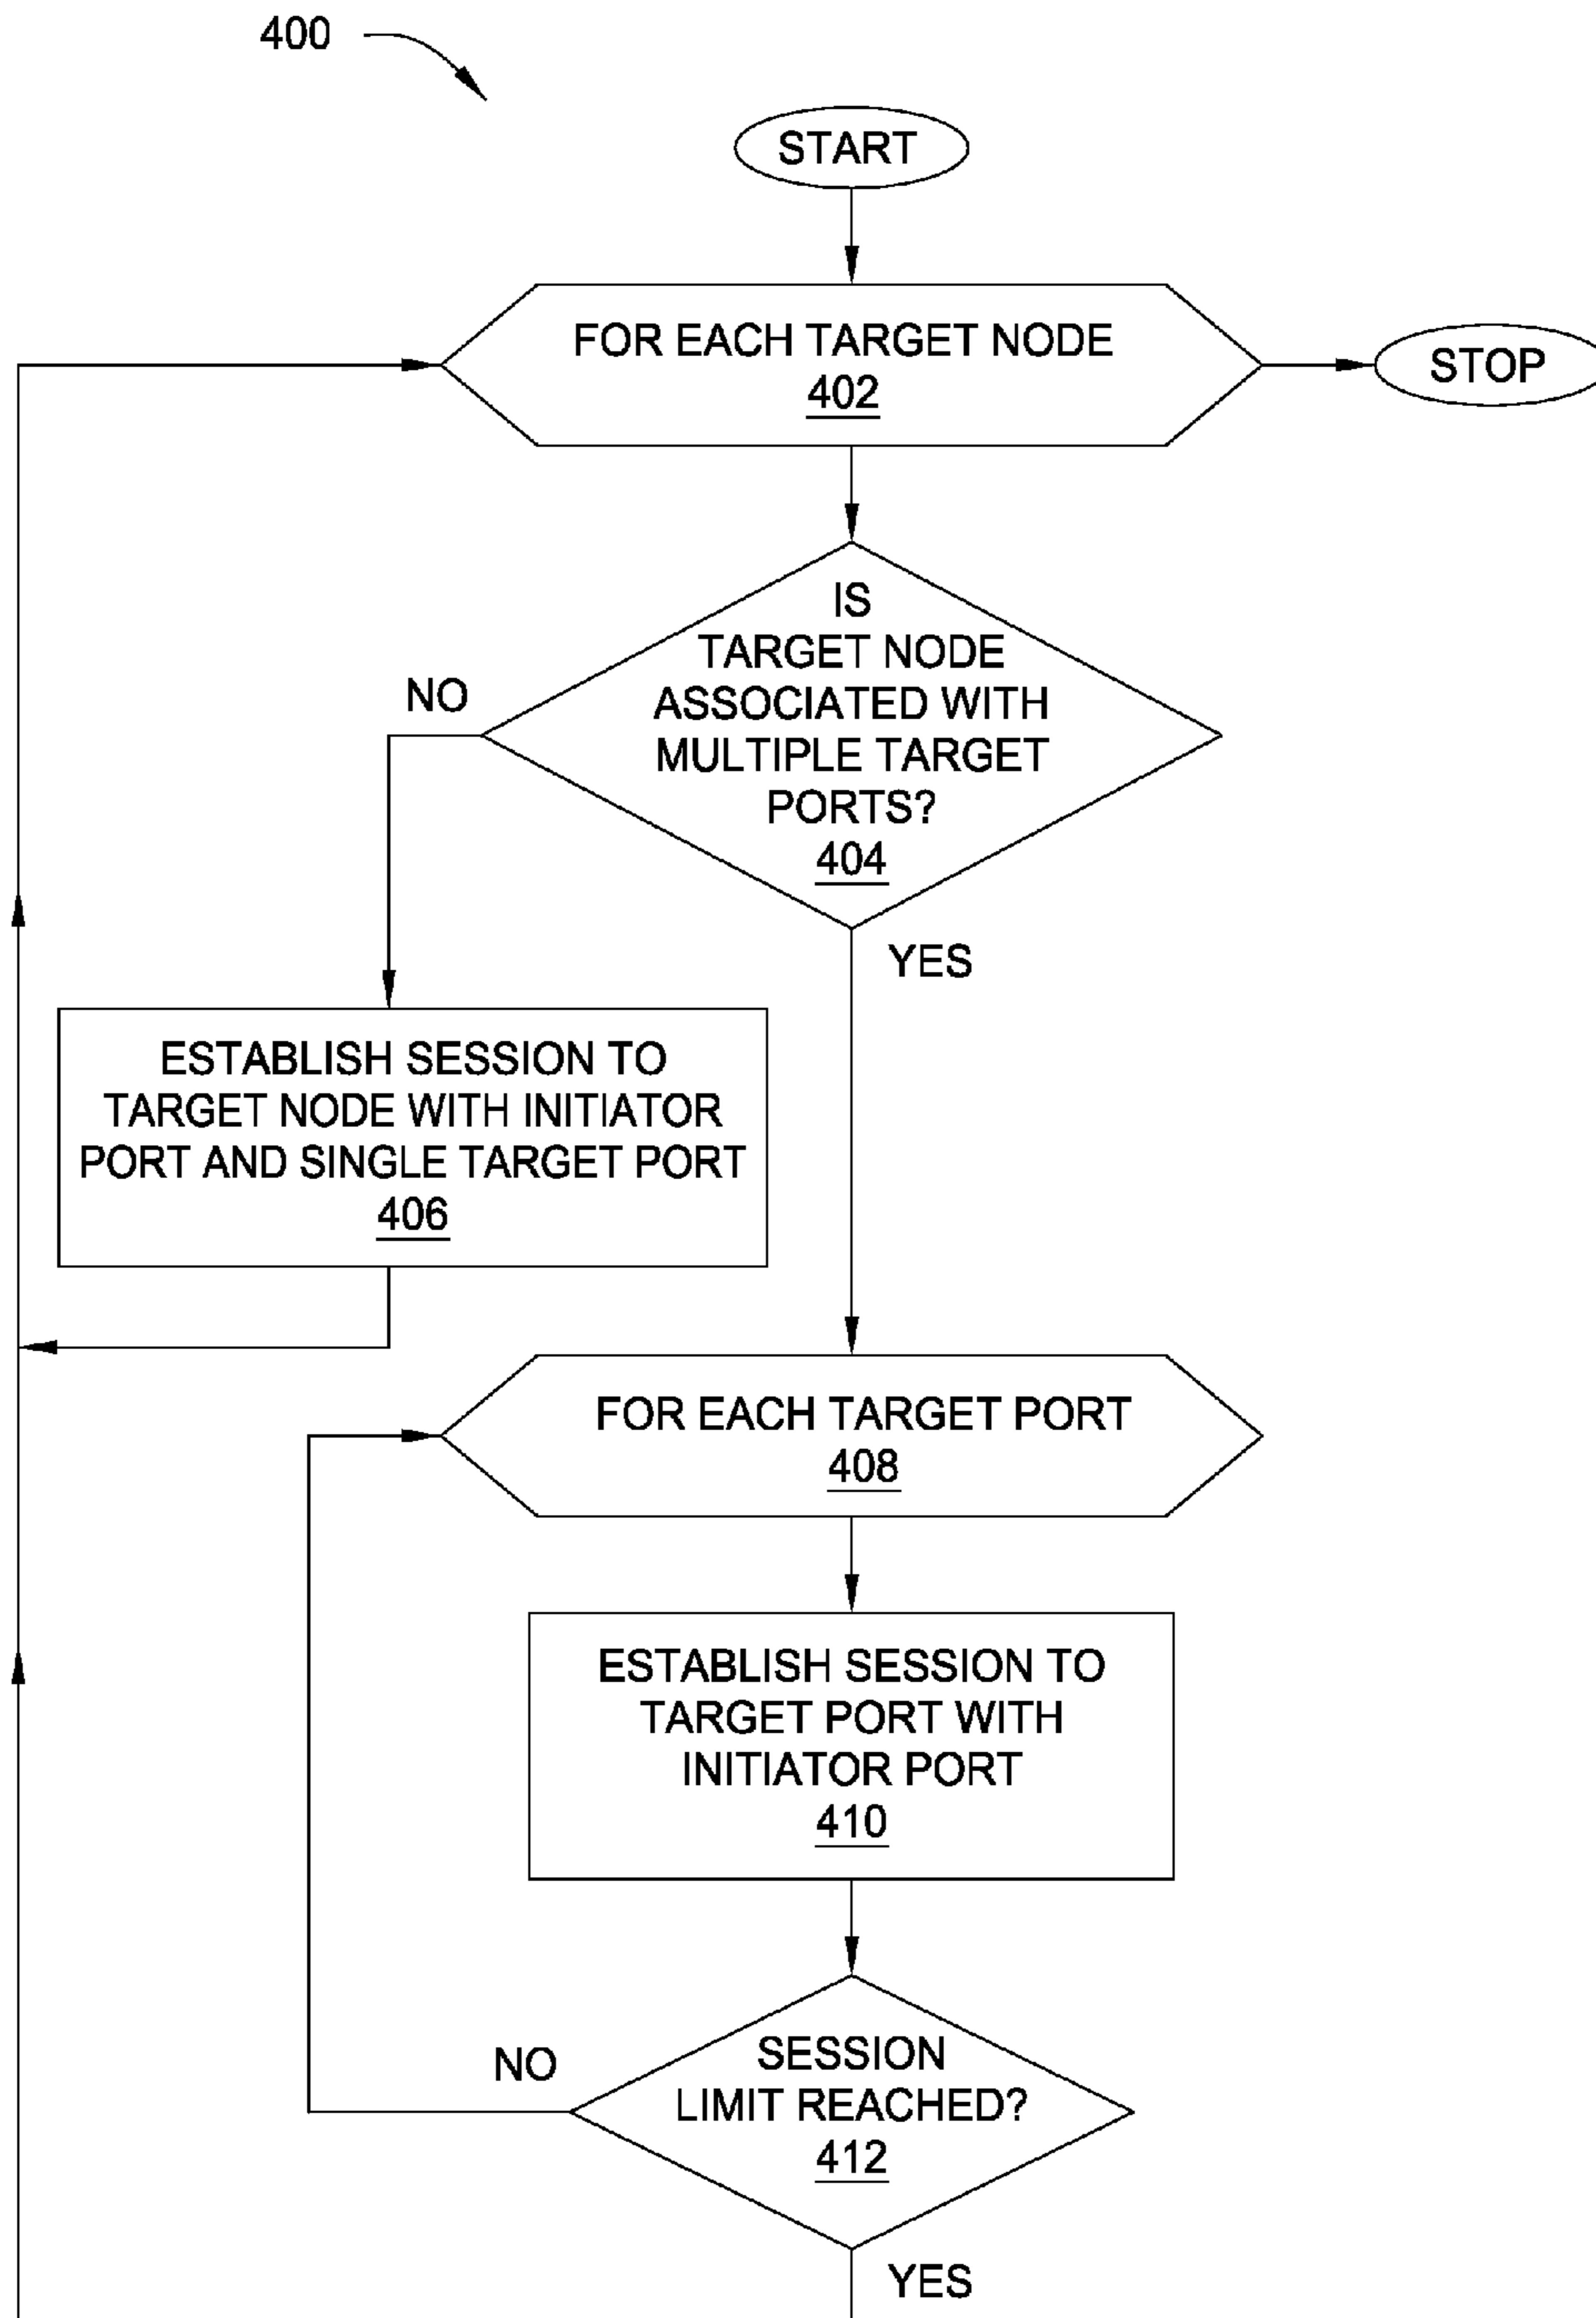 400
START
FOR EACH TARGET NODE
402
STOP
IS
TARGET NODE
ASSOCIATED WITH
MULTIPLE TARGET
PORTS?
404
NO
YES
ESTABLISH SESSION TO
TARGET NODE WITH INITIATOR
PORT AND SINGLE TARGET PORT
406
FOR EACH TARGET PORT
408
ESTABLISH SESSION TO
TARGET PORT WITH
INITIATOR PORT
410
NO
SESSION
LIMIT REACHED?
412
YES